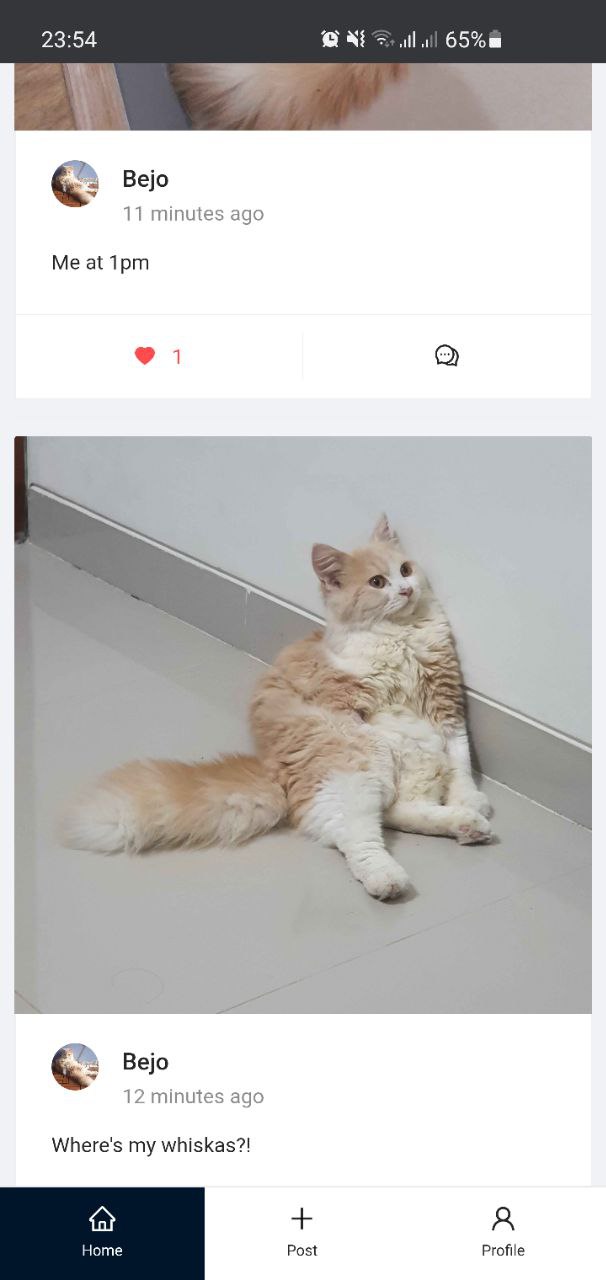 23:54 65%
Bejo
11 minutes ago
Me at 1pm
1
Bejo
12 minutes ago
Where's my whiskas?!
Home Post Profile